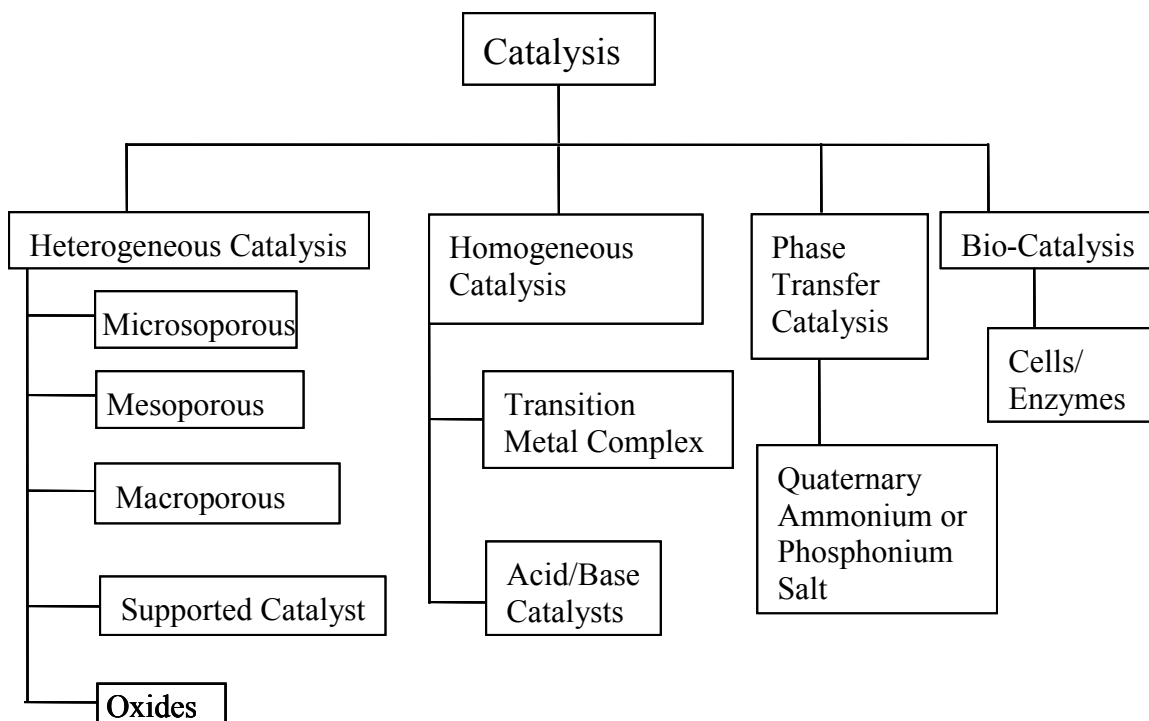 Catalysis
Heterogeneous Catalysis
Microsoporous
Mesoporous
Macroporous
Supported Catalyst
Oxides
Homogeneous
Catalysis
Transition
Metal Complex
Acid/Base
Catalysts
Phase
Transfer
Catalysis
Quaternary
Ammonium or
Phosphonium
Salt
Bio-Catalysis
Cells/
Enzymes